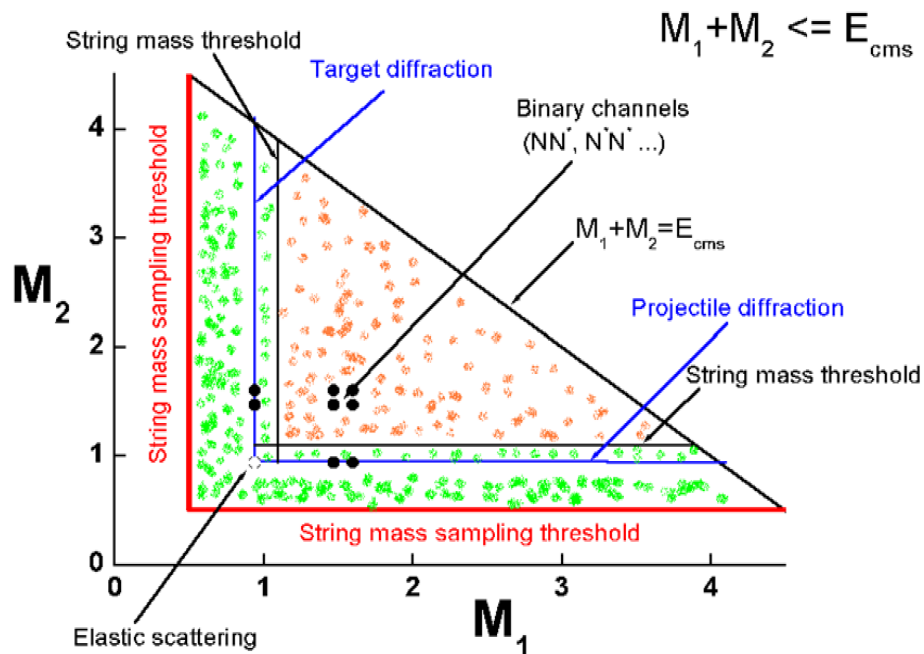 M₁+M₂ <= E_cms
String mass threshold
Target diffraction
Binary channels
(NN*, N*N* ...)
String mass sampling threshold
M₁+M₂=E_cms
M₂
Projectile diffraction
String mass threshold
String mass sampling threshold
Elastic scattering
M₁
4
3
2
1
0
0
1
2
3
4